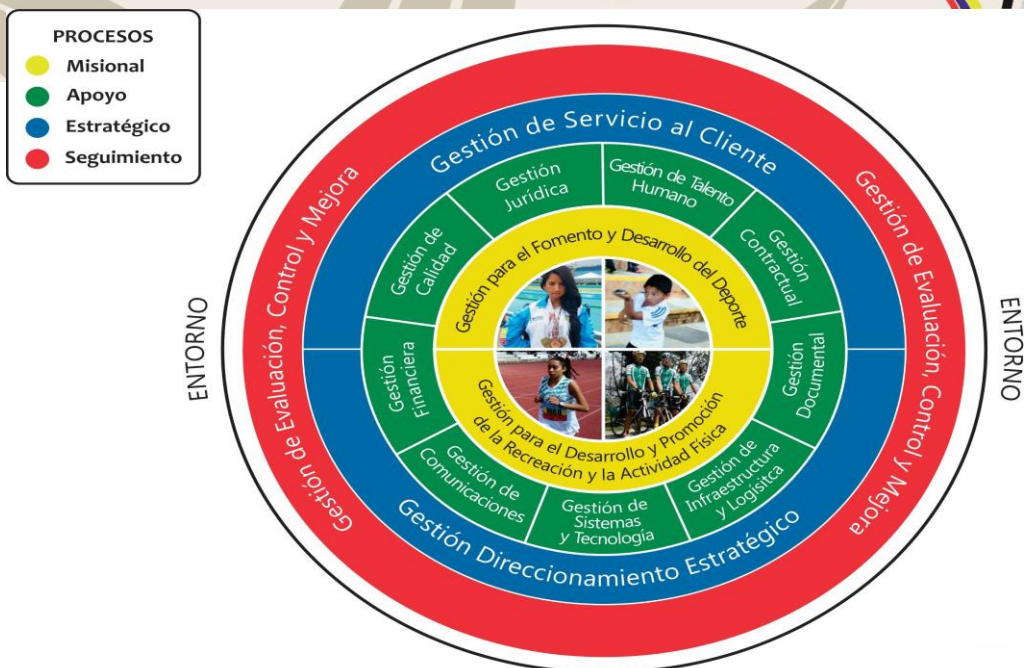 PROCESOS
Misional
Apoyo
Estratégico
Seguimiento
ENTORNO
ENTORNO
Gestión de Evaluación, Control y Mejora
Gestión de Evaluación, Control y Mejora
Gestión de Servicio al Cliente
Gestión Direccionamiento Estratégico
Gestión
Jurídica
Gestión de Talento
Humano
Gestión
Contractual
Gestión
Documental
Gestión de
Infraestructura
y Logísitca
Gestión de
Sistemas
y Tecnología
Gestión de
Comunicaciones
Gestión
Financiera
Gestión de
Calidad
Gestión para el Fomento y Desarrollo del Deporte
Gestión para el Desarrollo y Promoción
de la Recreación y la Actividad Física